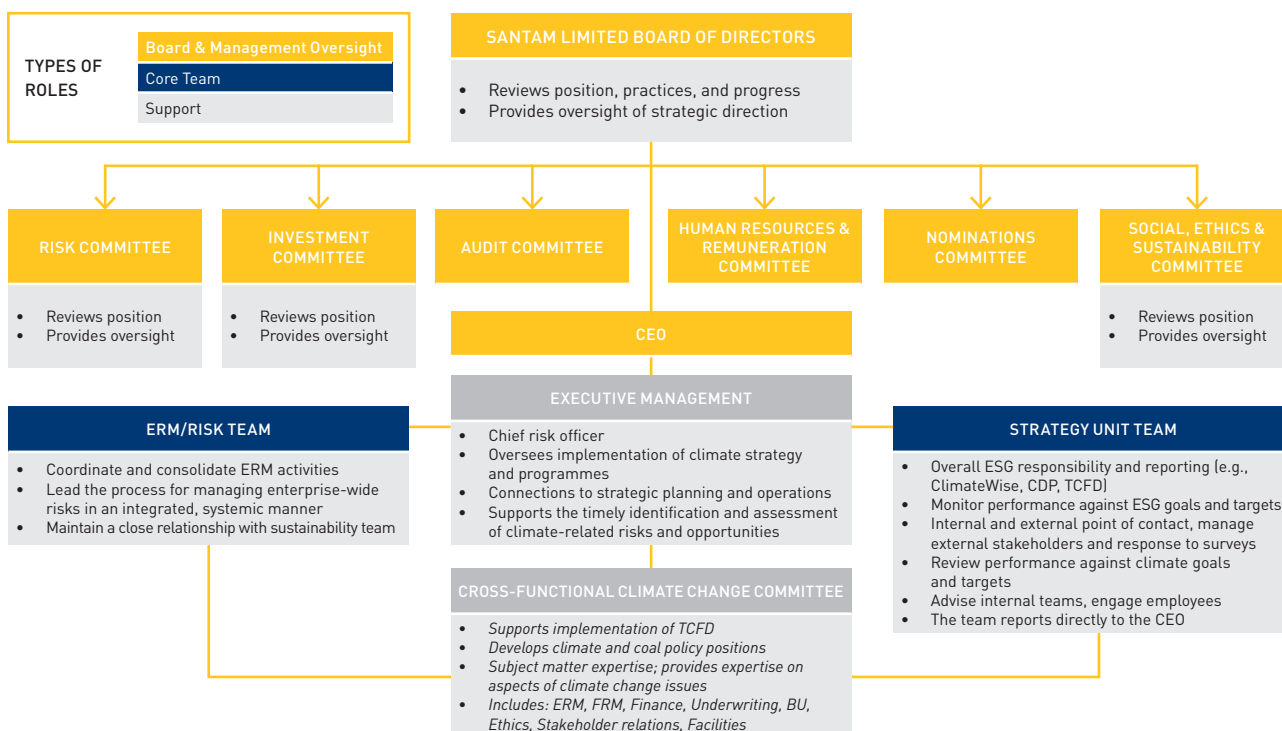 TYPES OF
ROLES
Board & Management Oversight
Core Team
Support
SANTAM LIMITED BOARD OF DIRECTORS
• Reviews position, practices, and progress
• Provides oversight of strategic direction
RISK COMMITTEE
• Reviews position
• Provides oversight
INVESTMENT
COMMITTEE
• Reviews position
• Provides oversight
AUDIT COMMITTEE
HUMAN RESOURCES &
REMUNERATION
COMMITTEE
NOMINATIONS
COMMITTEE
SOCIAL, ETHICS &
SUSTAINABILITY
COMMITTEE
• Reviews position
• Provides oversight
CEO
EXECUTIVE MANAGEMENT
• Chief risk officer
• Oversees implementation of climate strategy
and programmes
• Connections to strategic planning and operations
• Supports the timely identification and assessment
of climate-related risks and opportunities
ERM/RISK TEAM
• Coordinate and consolidate ERM activities
• Lead the process for managing enterprise-wide
risks in an integrated, systemic manner
• Maintain a close relationship with sustainability team
STRATEGY UNIT TEAM
• Overall ESG responsibility and reporting (e.g.,
ClimateWise, CDP, TCFD)
• Monitor performance against ESG goals and targets
• Internal and external point of contact, manage
external stakeholders and response to surveys
• Review performance against climate goals
and targets
• Advise internal teams, engage employees
• The team reports directly to the CEO
CROSS-FUNCTIONAL CLIMATE CHANGE COMMITTEE
• Supports implementation of TCFD
• Develops climate and coal policy positions
• Subject matter expertise; provides expertise on
aspects of climate change issues
• Includes: ERM, FRM, Finance, Underwriting, BU,
Ethics, Stakeholder relations, Facilities